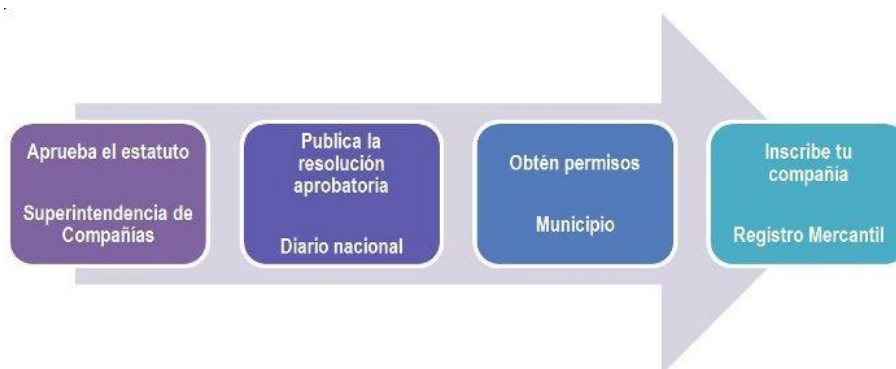 Aprueba el estatuto
Superintendencia de
Compañías
Publica la
resolución
aprobatoria
Diario nacional
Obtén permisos
Municipio
Inscribe tu
compañía
Registro Mercantil